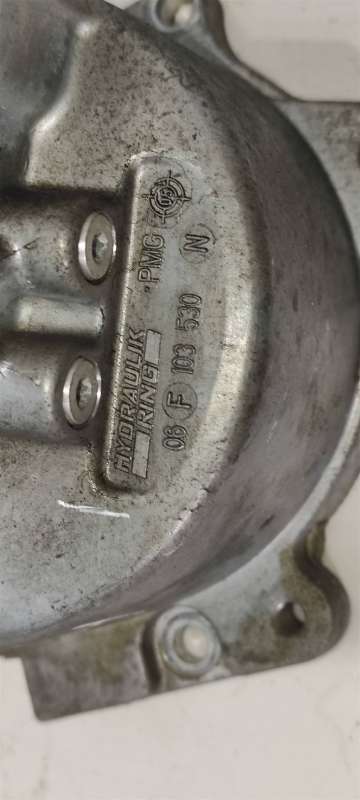 HYDRAULIK
RING
·PMG
06 F 103 530 N